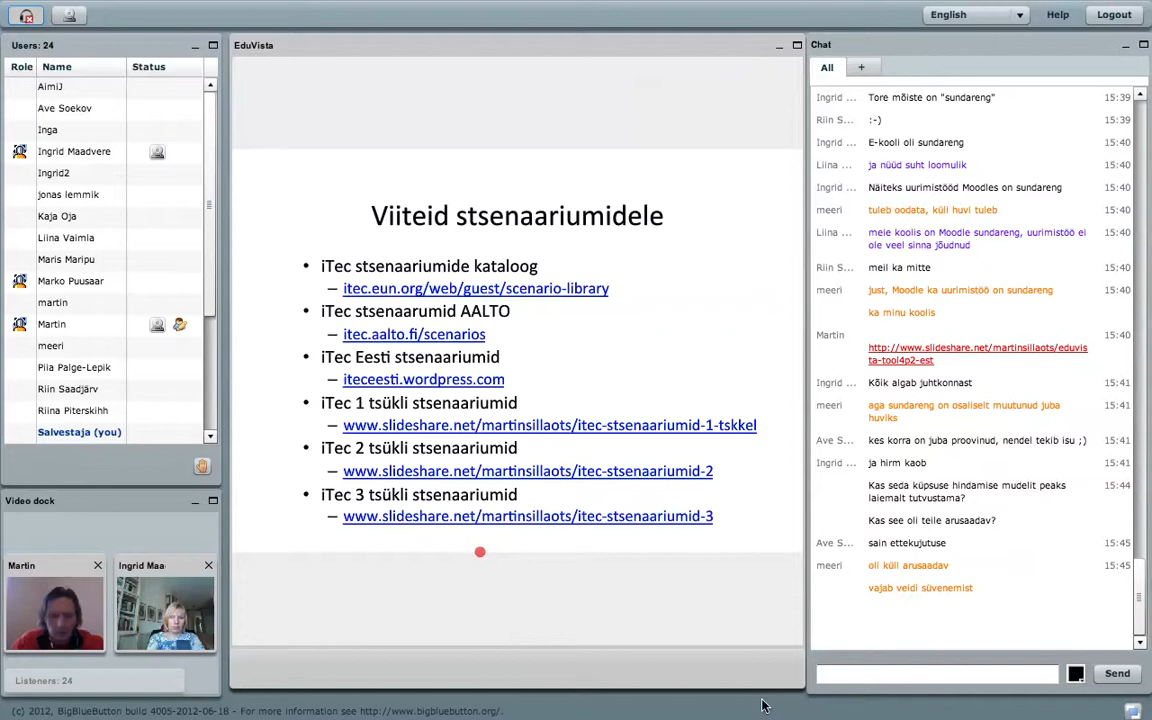 English
Help
Logout
Users: 24
Role Name Status
AimiJ
Ave Soekov
Inga
Ingrid Maadvere
Ingrid2
jonas lemmik
Kaja Oja
Liina Vaimla
Maris Maripu
Marko Puusaar
martin
Martin
meeri
Piia Palge-Lepik
Riin Saadjärv
Riina Piterskihh
Salvestaja (you)
Video dock
Martin
Ingrid Maa
Listeners: 24
EduVista
Viiteid stsenaariumidele
• iTec stsenaariumide kataloog
– itec.eun.org/web/guest/scenario-library
• iTec stsenaarumid AALTO
– itec.aalto.fi/scenarios
• iTec Eesti stsenaariumid
– iteceesti.wordpress.com
• iTec 1 tsükli stsenaariumid
– www.slideshare.net/martinsillaots/itec-stsenaariumid-1-tskkel
• iTec 2 tsükli stsenaariumid
– www.slideshare.net/martinsillaots/itec-stsenaariumid-2
• iTec 3 tsükli stsenaariumid
– www.slideshare.net/martinsillaots/itec-stsenaariumid-3
Chat
All +
Ingrid ... Tore mõiste on "sundareng" 15:39
Riin S... :-) 15:39
Ingrid ... E-kooli oli sundareng 15:40
Liina ... ja nüüd suht loomulik 15:40
Ingrid ... Näiteks uurimistööd Moodles on sundareng 15:40
meeri tuleb oodata, küll huvi tuleb 15:40
Liina ... meie koolis on Moodle sundareng, uurimistöö ei 15:40
ole veel sinna jõudnud
Riin S... meil ka mitte 15:40
meeri just, Moodle ka uurimistöö on sundareng 15:40
ka minu koolis
Martin
http://www.slideshare.net/martinsillaots/eduvis 15:41
ta-tool4p2-est
Ingrid ... Kõik algab juhtkonnast 15:41
meeri aga sundareng on osaliselt muutunud juba 15:41
huviks
Ave S... kes korra on juba proovinud, nendel tekib isu ;) 15:41
Ingrid ... ja hirm kaob 15:41
Kas seda küpsuse hindamise mudelit peaks 15:44
laiemalt tutvustama?
Kas see oli teile arusaadav?
Ave S... sain ettekujutuse 15:45
meeri oli küll arusaadav 15:45
vajab veidi süvenemist
Send
(c) 2012, BigBlueButton build 4005-2012-06-18 - For more information see http://www.bigbluebutton.org/.